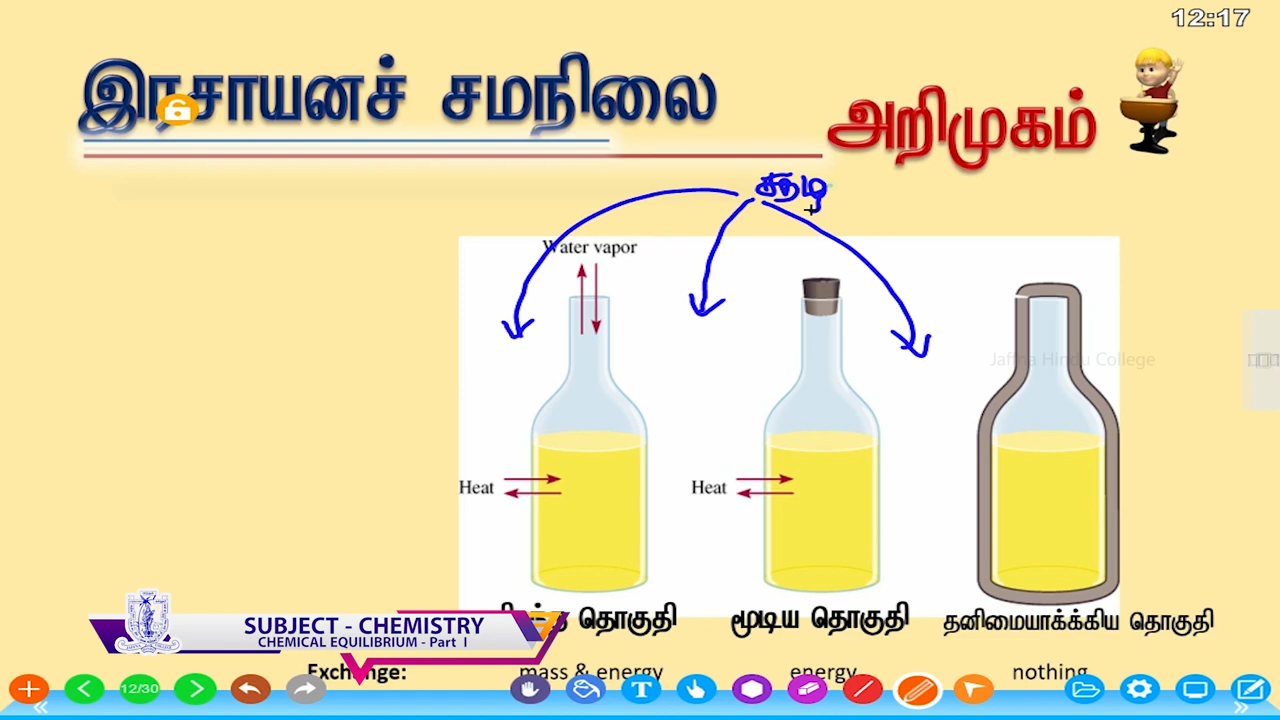 12:17
இரசாயனச் சமநிலை
அறிமுகம்
Water vapor
Jaffna Hindu College
Heat
Heat
தொகுதி
மூடிய தொகுதி
தனிமையாக்க்கிய தொகுதி
SUBJECT - CHEMISTRY
CHEMICAL EQUILIBRIUM - Part I
Exchange: mass & energy energy nothing
12/30